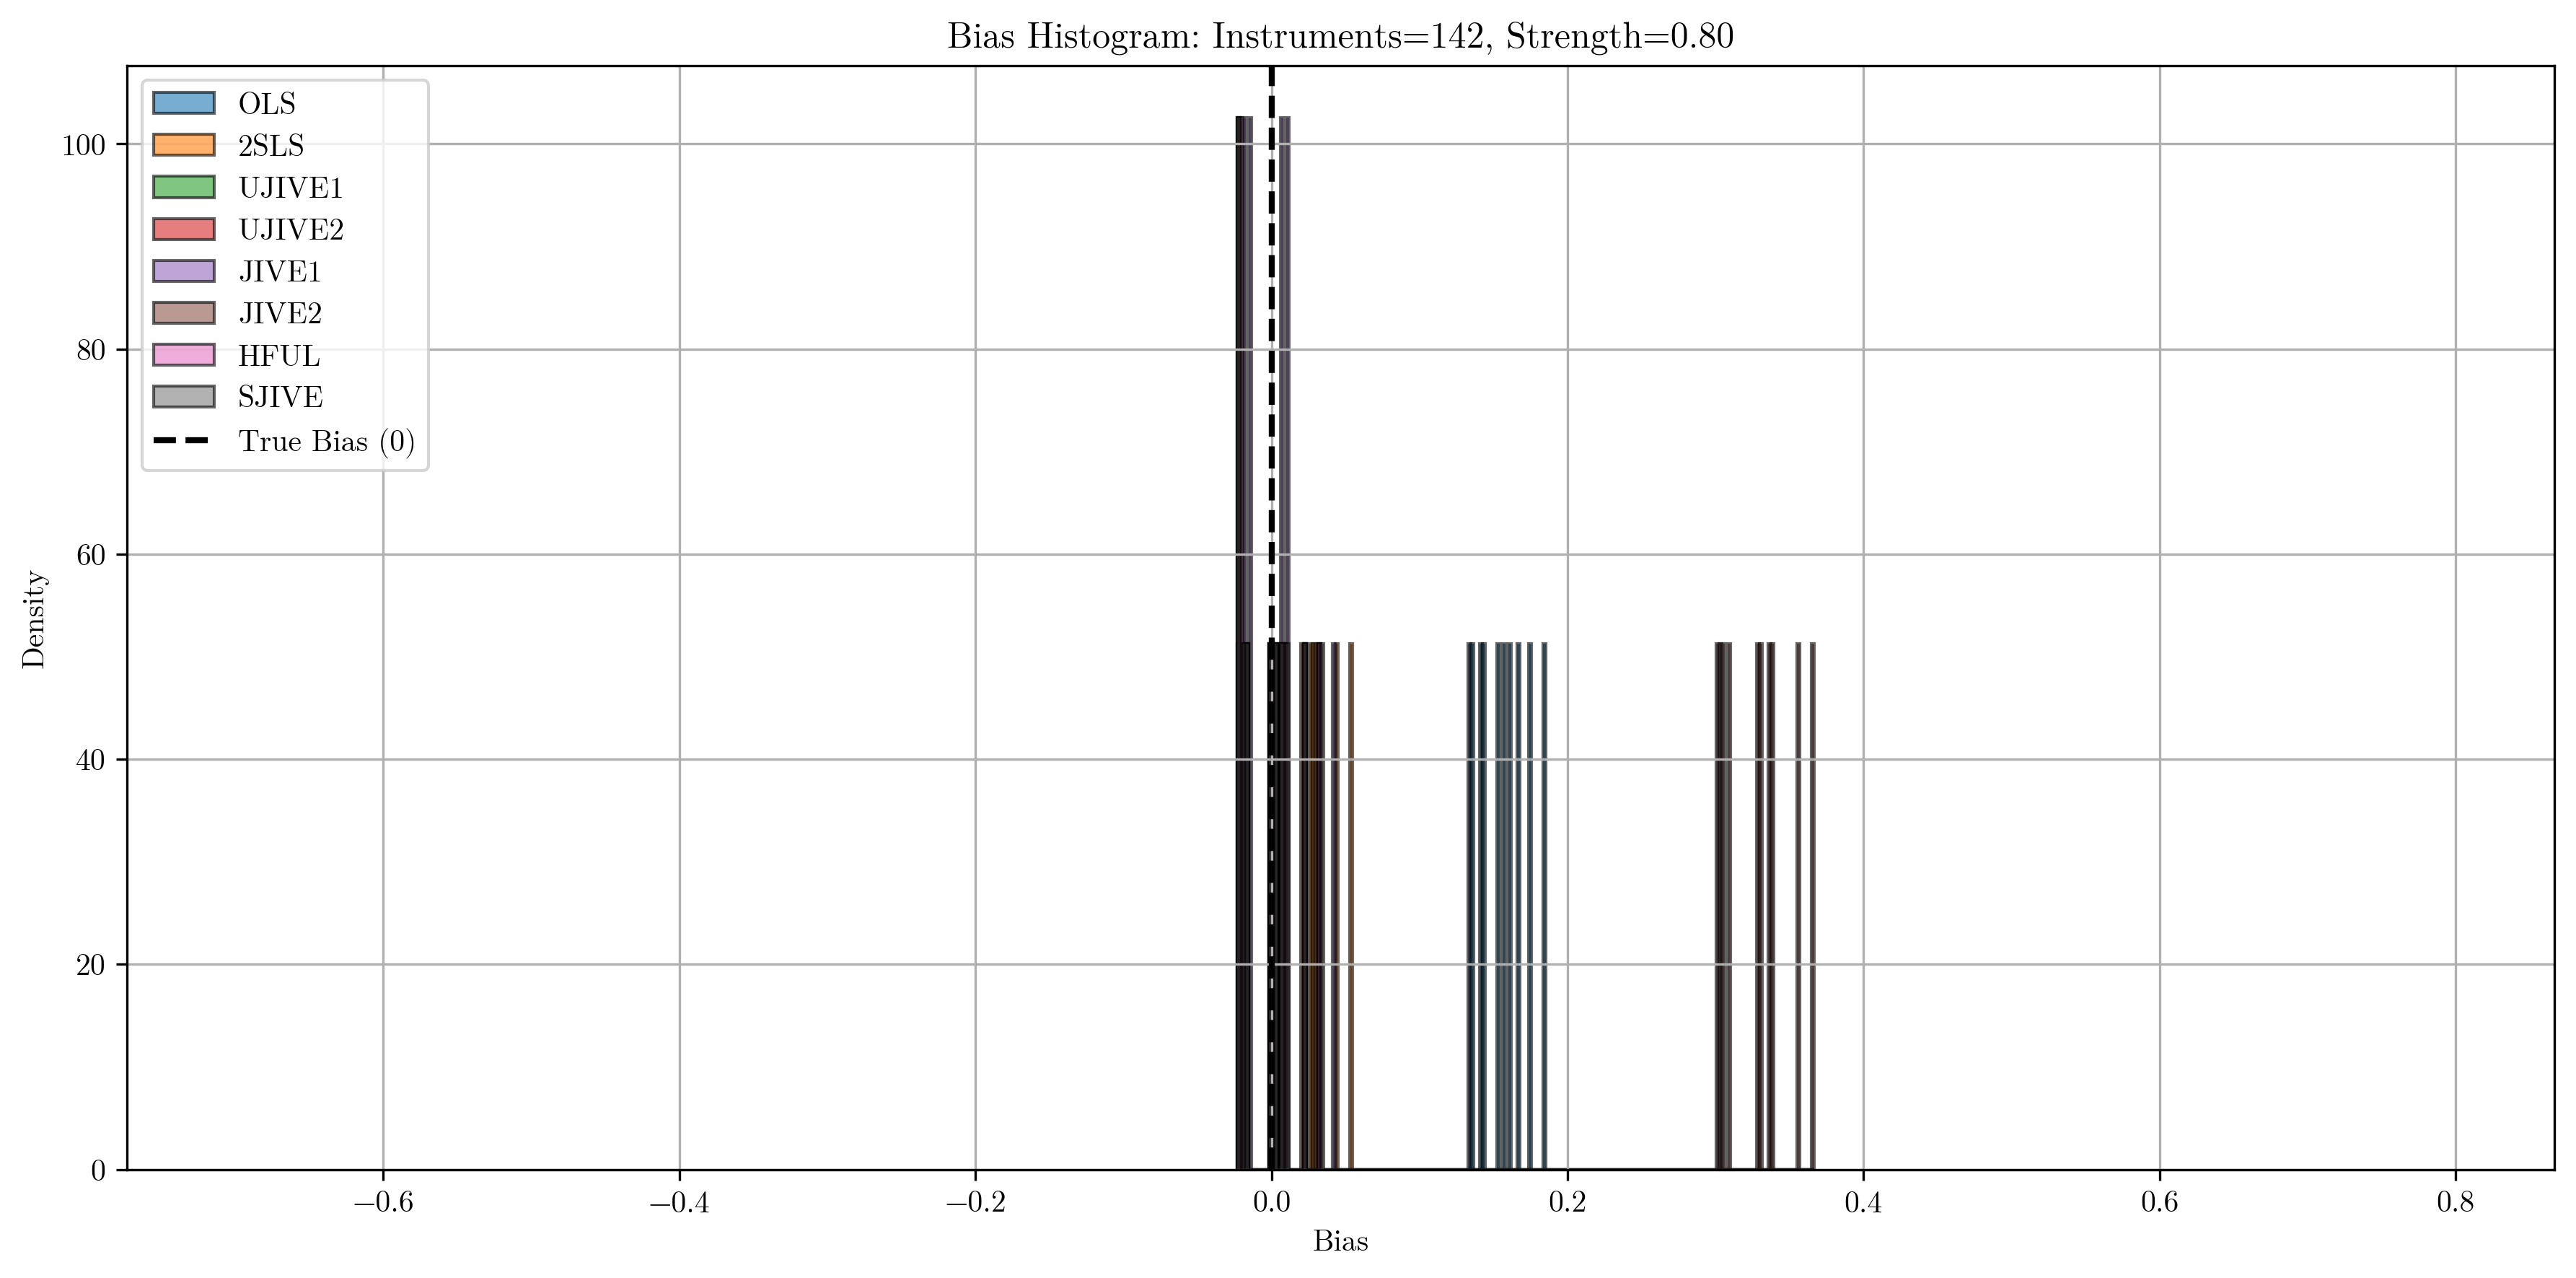 Bias Histogram: Instruments=142, Strength=0.80
OLS
2SLS
UJIVE1
UJIVE2
JIVE1
JIVE2
HFUL
SJIVE
True Bias (0)
Density
100
80
60
40
20
0
−0.6 −0.4 −0.2 0.0 0.2 0.4 0.6 0.8
Bias